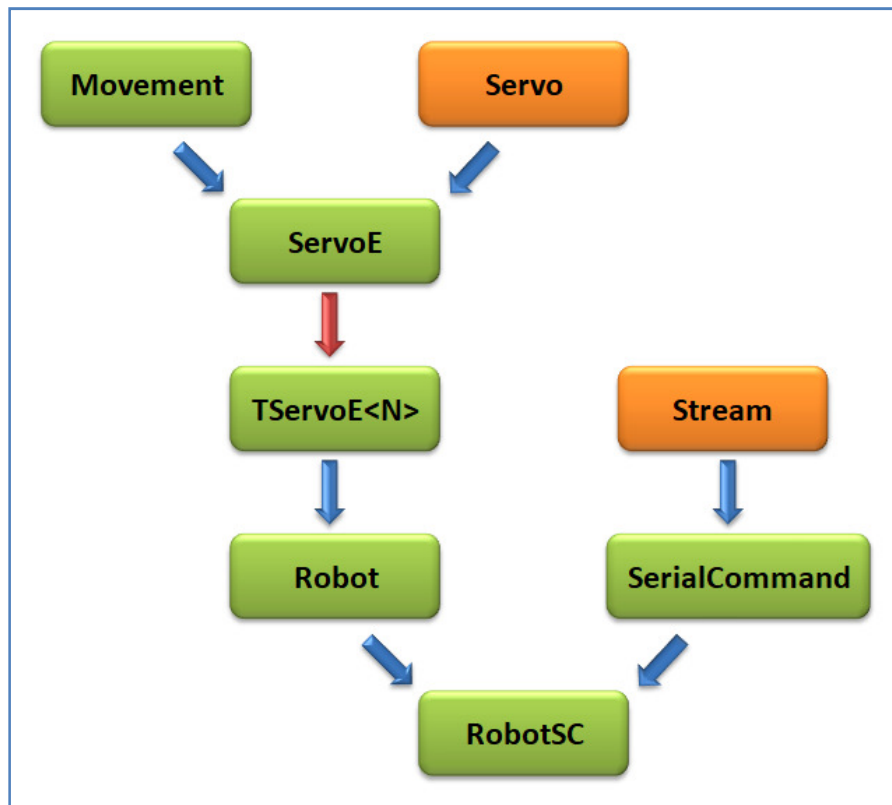 Movement
Servo
ServoE
TServoE<N>
Stream
Robot
SerialCommand
RobotSC